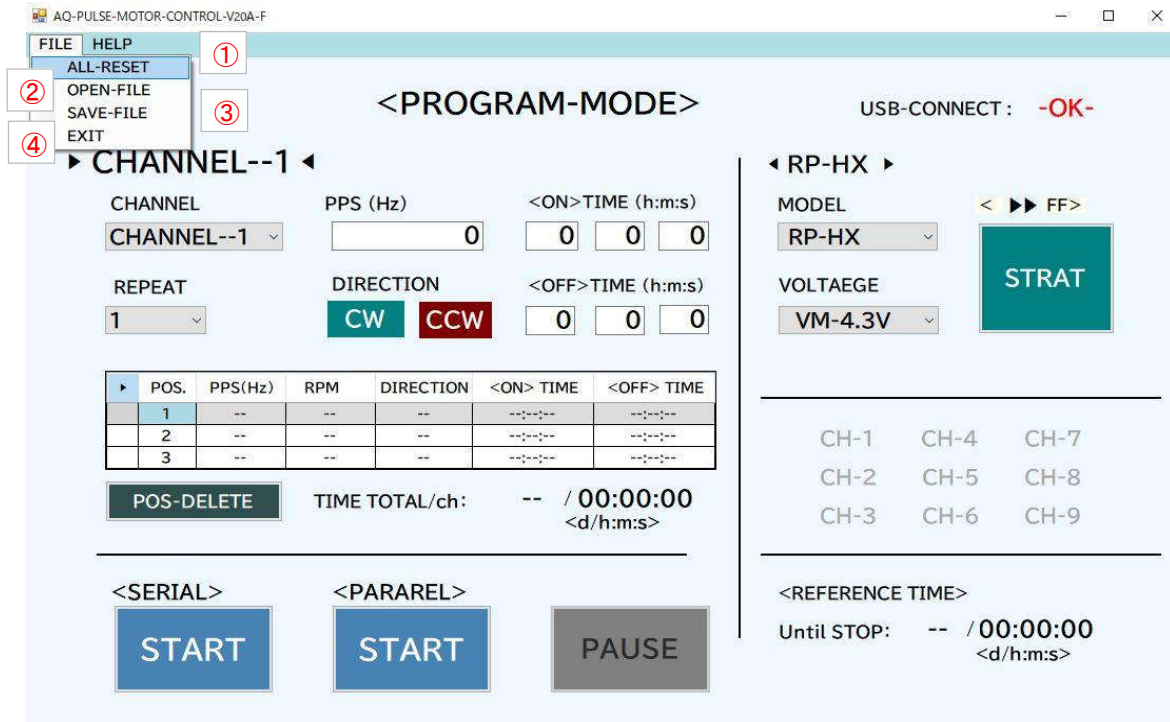 AQ-PULSE-MOTOR-CONTROL-V20A-F
FILE HELP
①
ALL-RESET
② OPEN-FILE
SAVE-FILE ③
④ EXIT
<PROGRAM-MODE>
USB-CONNECT : -OK-
▶ CHANNEL--1 ◀
CHANNEL PPS (Hz) <ON>TIME (h:m:s)
CHANNEL--1 0 0 0 0
REPEAT DIRECTION <OFF>TIME (h:m:s)
1 CW CCW 0 0 0
▶ POS. PPS(Hz) RPM DIRECTION <ON> TIME <OFF> TIME
1 -- -- -- --:--:-- --:--:--
2 -- -- -- --:--:-- --:--:--
3 -- -- -- --:--:-- --:--:--
POS-DELETE TIME TOTAL/ch: -- / 00:00:00
<d/h:m:s>
<SERIAL> <PARAREL>
START START PAUSE
◀ RP-HX ▶
MODEL < ▶▶ FF>
RP-HX
STRAT
VOLTAEGE
VM-4.3V
CH-1 CH-4 CH-7
CH-2 CH-5 CH-8
CH-3 CH-6 CH-9
<REFERENCE TIME>
Until STOP: -- / 00:00:00
<d/h:m:s>